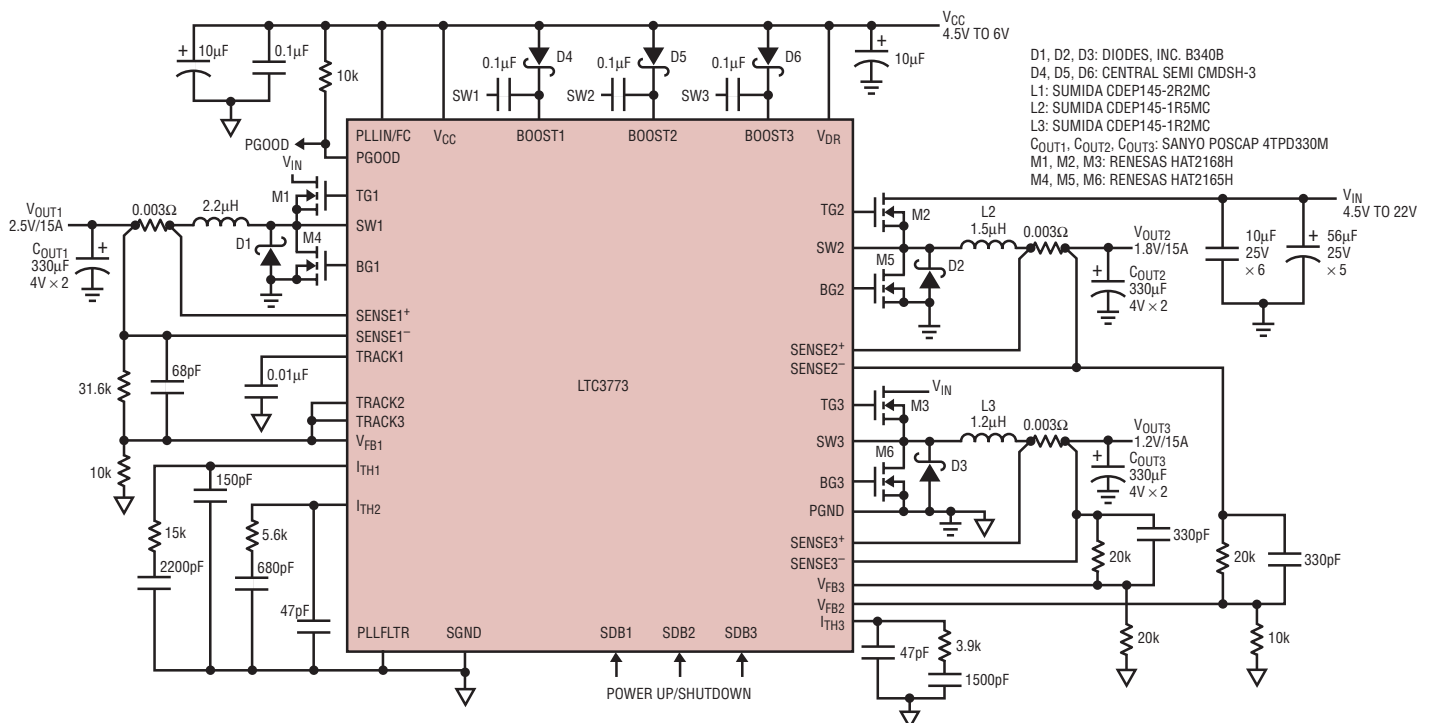 VCC
4.5V TO 6V
+ 10µF
0.1µF
10k
0.1µF
D4
0.1µF
D5
0.1µF
D6
+
10µF
SW1
SW2
SW3
D1, D2, D3: DIODES, INC. B340B
D4, D5, D6: CENTRAL SEMI CMDSH-3
L1: SUMIDA CDEP145-2R2MC
L2: SUMIDA CDEP145-1R5MC
L3: SUMIDA CDEP145-1R2MC
COUT1, COUT2, COUT3: SANYO POSCAP 4TPD330M
M1, M2, M3: RENESAS HAT2168H
M4, M5, M6: RENESAS HAT2165H
PLLIN/FC
VCC
BOOST1
BOOST2
BOOST3
VDR
PGOOD
PGOOD
VIN
M1
TG1
VOUT1
2.5V/15A
0.003Ω
2.2µH
SW1
D1
M4
BG1
COUT1
330µF
4V × 2
+
SENSE1+
SENSE1−
TRACK1
31.6k
68pF
0.01µF
LTC3773
TRACK2
TRACK3
VFB1
10k
ITH1
150pF
ITH2
15k
5.6k
2200pF
680pF
47pF
PLLFLTR
SGND
SDB1
SDB2
SDB3
POWER UP/SHUTDOWN
TG2
M2
VIN
4.5V TO 22V
SW2
L2
1.5µH
0.003Ω
VOUT2
1.8V/15A
10µF
25V
× 6
+
56µF
25V
× 5
M5
D2
BG2
+
COUT2
330µF
4V × 2
SENSE2+
SENSE2−
TG3
VIN
M3
SW3
L3
1.2µH
0.003Ω
VOUT3
1.2V/15A
M6
D3
BG3
+
COUT3
330µF
4V × 2
PGND
SENSE3+
SENSE3−
20k
330pF
20k
330pF
VFB3
VFB2
ITH3
20k
10k
47pF
3.9k
1500pF